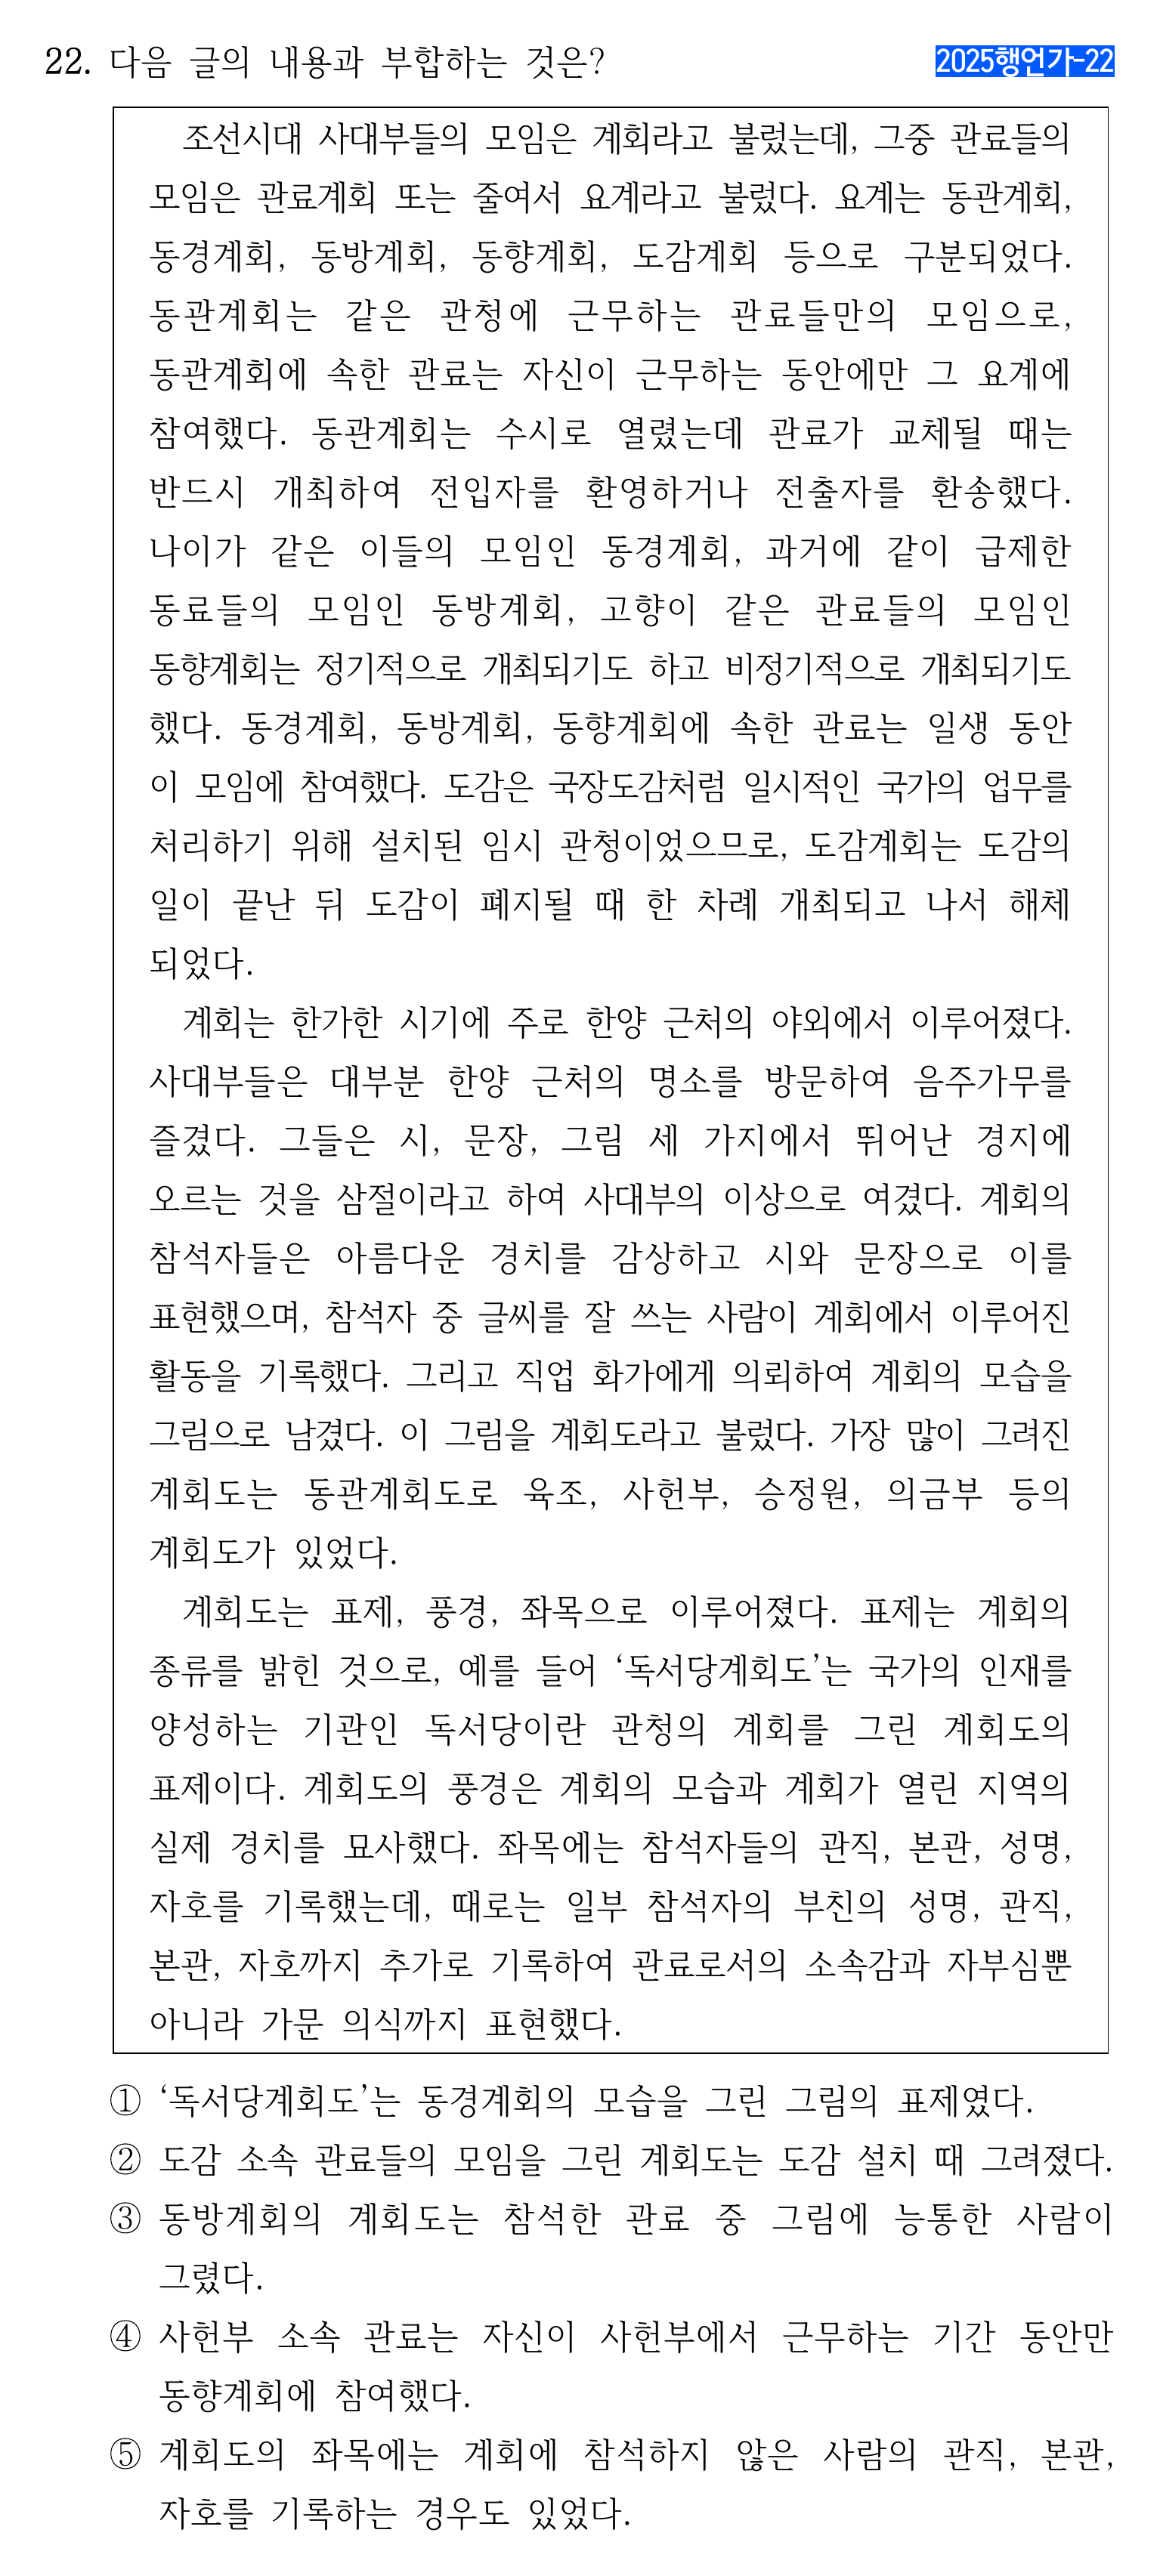 22. 다음 글의 내용과 부합하는 것은?
2025행언가-22
조선시대 사대부들의 모임은 계회라고 불렀는데, 그중 관료들의
모임은 관료계회 또는 줄여서 요계라고 불렀다. 요계는 동관계회,
동경계회, 동방계회, 동향계회, 도감계회 등으로 구분되었다.
동관계회는 같은 관청에 근무하는 관료들만의 모임으로,
동관계회에 속한 관료는 자신이 근무하는 동안에만 그 요계에
참여했다. 동관계회는 수시로 열렸는데 관료가 교체될 때는
반드시 개최하여 전입자를 환영하거나 전출자를 환송했다.
나이가 같은 이들의 모임인 동경계회, 과거에 같이 급제한
동료들의 모임인 동방계회, 고향이 같은 관료들의 모임인
동향계회는 정기적으로 개최되기도 하고 비정기적으로 개최되기도
했다. 동경계회, 동방계회, 동향계회에 속한 관료는 일생 동안
이 모임에 참여했다. 도감은 국장도감처럼 일시적인 국가의 업무를
처리하기 위해 설치된 임시 관청이었으므로, 도감계회는 도감의
일이 끝난 뒤 도감이 폐지될 때 한 차례 개최되고 나서 해체
되었다.
계회는 한가한 시기에 주로 한양 근처의 야외에서 이루어졌다.
사대부들은 대부분 한양 근처의 명소를 방문하여 음주가무를
즐겼다. 그들은 시, 문장, 그림 세 가지에서 뛰어난 경지에
오르는 것을 삼절이라고 하여 사대부의 이상으로 여겼다. 계회의
참석자들은 아름다운 경치를 감상하고 시와 문장으로 이를
표현했으며, 참석자 중 글씨를 잘 쓰는 사람이 계회에서 이루어진
활동을 기록했다. 그리고 직업 화가에게 의뢰하여 계회의 모습을
그림으로 남겼다. 이 그림을 계회도라고 불렀다. 가장 많이 그려진
계회도는 동관계회도로 육조, 사헌부, 승정원, 의금부 등의
계회도가 있었다.
계회도는 표제, 풍경, 좌목으로 이루어졌다. 표제는 계회의
종류를 밝힌 것으로, 예를 들어 ‘독서당계회도’는 국가의 인재를
양성하는 기관인 독서당이란 관청의 계회를 그린 계회도의
표제이다. 계회도의 풍경은 계회의 모습과 계회가 열린 지역의
실제 경치를 묘사했다. 좌목에는 참석자들의 관직, 본관, 성명,
자호를 기록했는데, 때로는 일부 참석자의 부친의 성명, 관직,
본관, 자호까지 추가로 기록하여 관료로서의 소속감과 자부심뿐
아니라 가문 의식까지 표현했다.
① ‘독서당계회도’는 동경계회의 모습을 그린 그림의 표제였다.
② 도감 소속 관료들의 모임을 그린 계회도는 도감 설치 때 그려졌다.
③ 동방계회의 계회도는 참석한 관료 중 그림에 능통한 사람이
그렸다.
④ 사헌부 소속 관료는 자신이 사헌부에서 근무하는 기간 동안만
동향계회에 참여했다.
⑤ 계회도의 좌목에는 계회에 참석하지 않은 사람의 관직, 본관,
자호를 기록하는 경우도 있었다.